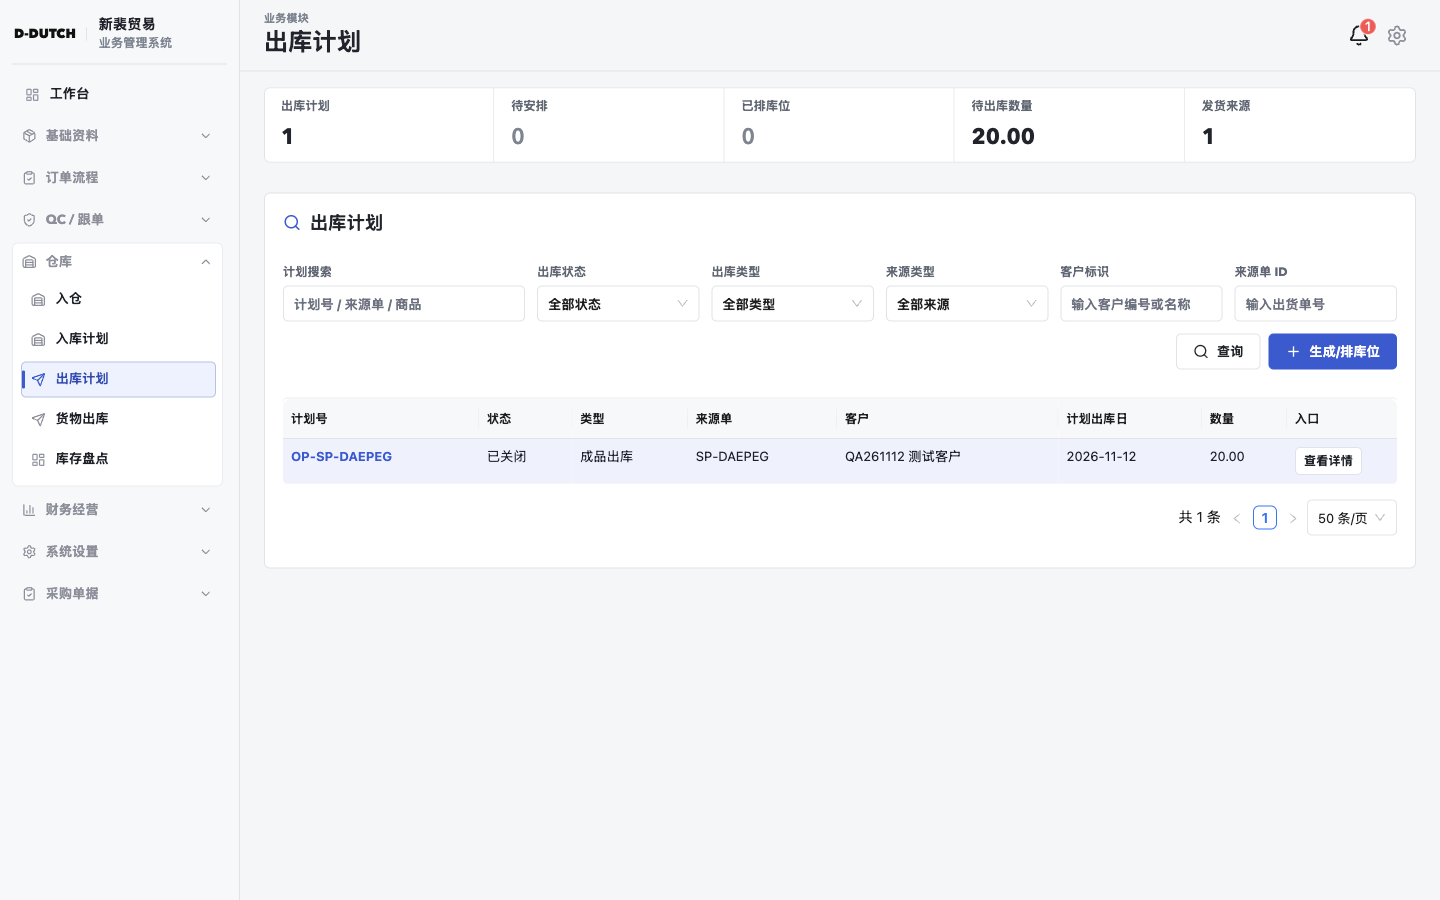 D-DUTCH
新裝贸易
业务管理系统
工作台
基础资料
订单流程
QC / 跟单
仓库
入仓
入库计划
出库计划
货物出库
库存盘点
财务经营
系统设置
采购单据
业务模块
出库计划
1
出库计划
1
待安排
0
已排库位
0
待出库数量
20.00
发货来源
1
出库计划
计划搜索
计划号 / 来源单 / 商品
出库状态
全部状态
出库类型
全部类型
来源类型
全部来源
客户标识
输入客户编号或名称
来源单 ID
输入出货单号
查询
生成/排库位
计划号 状态 类型 来源单 客户 计划出库日 数量 入口
OP-SP-DAEPEG 已关闭 成品出库 SP-DAEPEG QA261112 测试客户 2026-11-12 20.00 查看详情
共 1 条 1 50 条/页